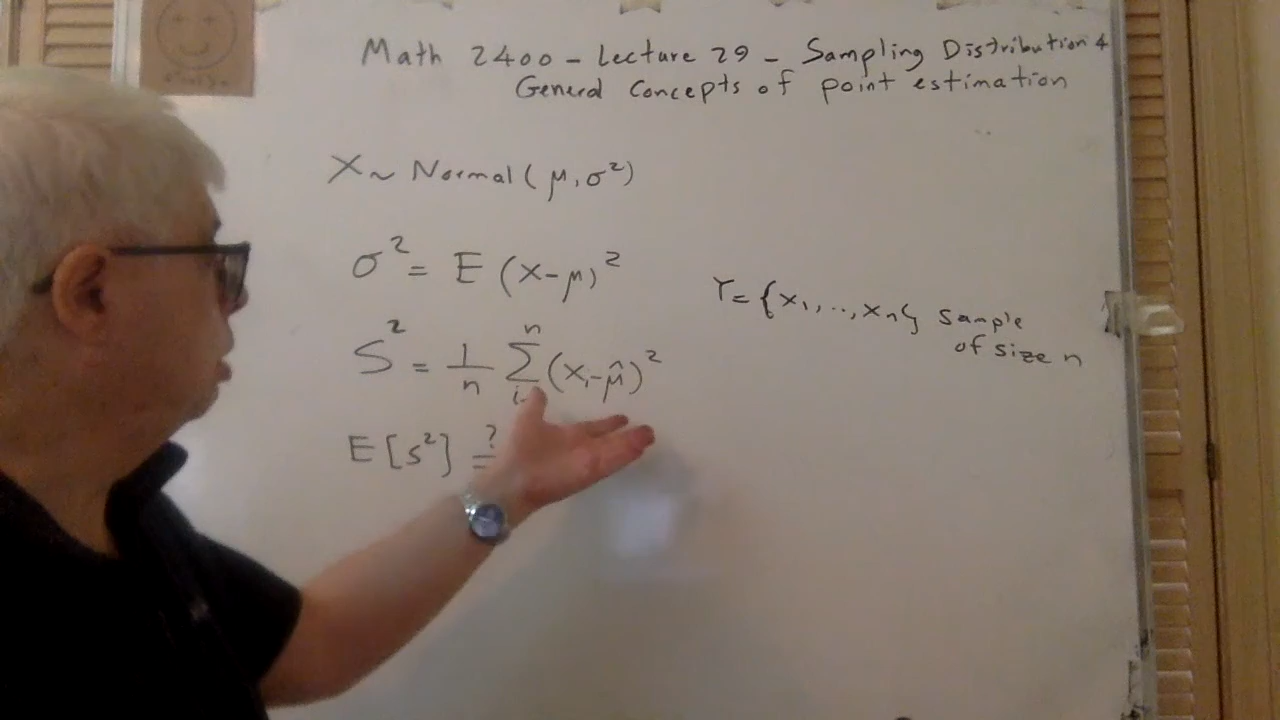 Math 2400 - Lecture 29 - Sampling Distribution &
General Concepts of point estimation
X ~ Normal ( μ, σ²)
σ² = E (X-μ)²
Y = {x₁, .., xₙ} Sample
of size n
S² = 1/n Σⁿᵢ (xᵢ - μ̂)²
E[s²] ?=